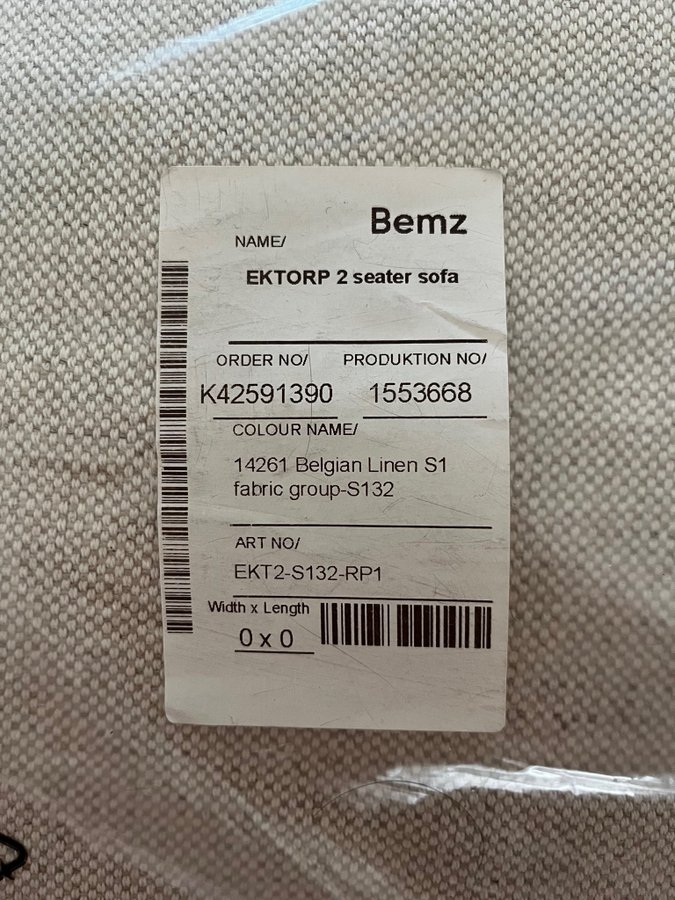 Bemz
NAME/
EKTORP 2 seater sofa
ORDER NO/ PRODUKTION NO/
K42591390 1553668
COLOUR NAME/
14261 Belgian Linen S1
fabric group-S132
ART NO/
EKT2-S132-RP1
Width x Length
0 x 0